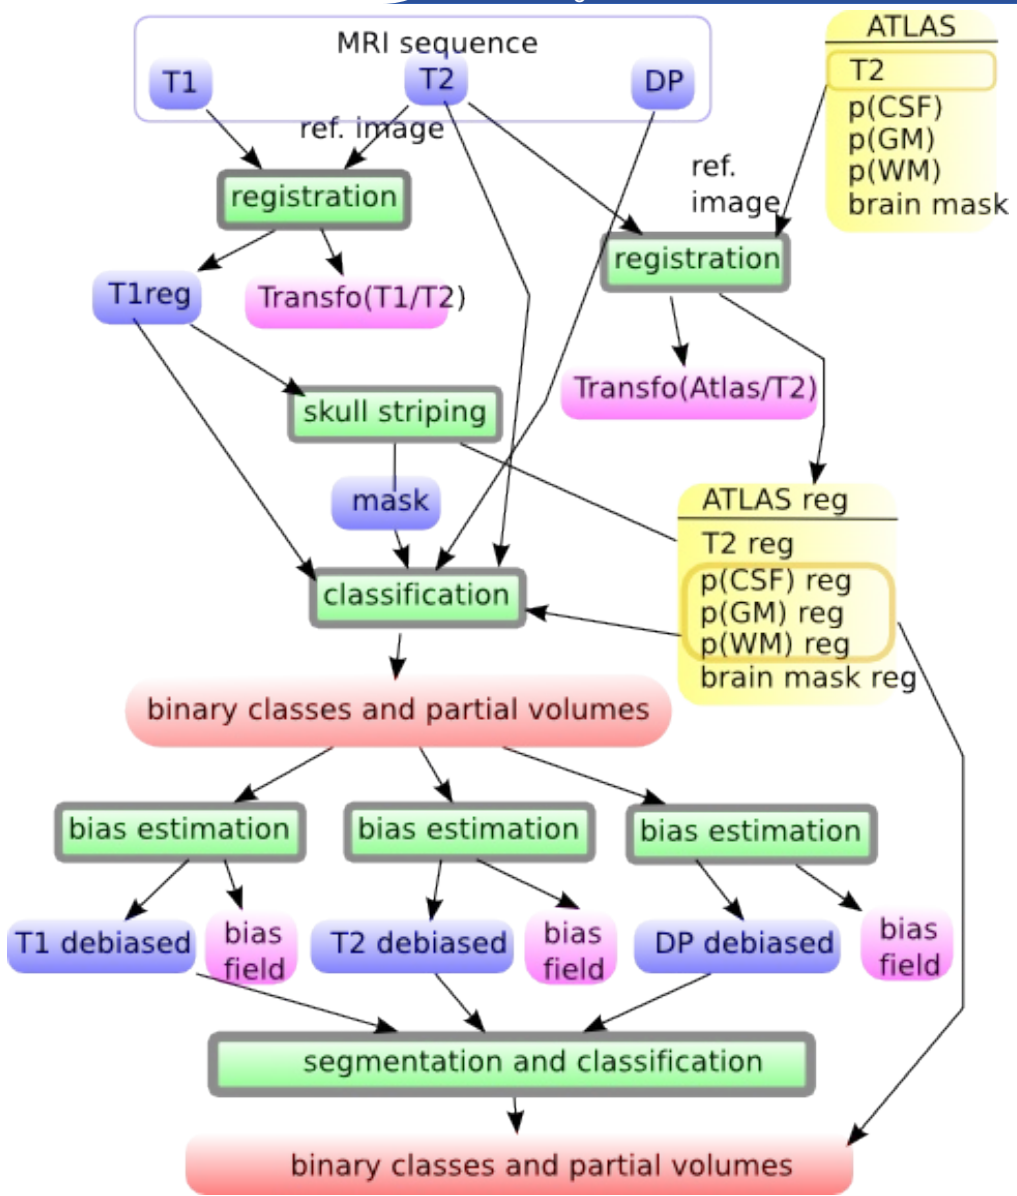 MRI sequence
T1
T2
DP
ATLAS
T2
p(CSF)
p(GM)
p(WM)
brain mask
ref. image
ref.
image
registration
registration
T1reg
Transfo(T1/T2)
Transfo(Atlas/T2)
skull striping
mask
ATLAS reg
T2 reg
p(CSF) reg
p(GM) reg
p(WM) reg
brain mask reg
classification
binary classes and partial volumes
bias estimation
bias estimation
bias estimation
T1 debiased
bias
field
T2 debiased
bias
field
DP debiased
bias
field
segmentation and classification
binary classes and partial volumes